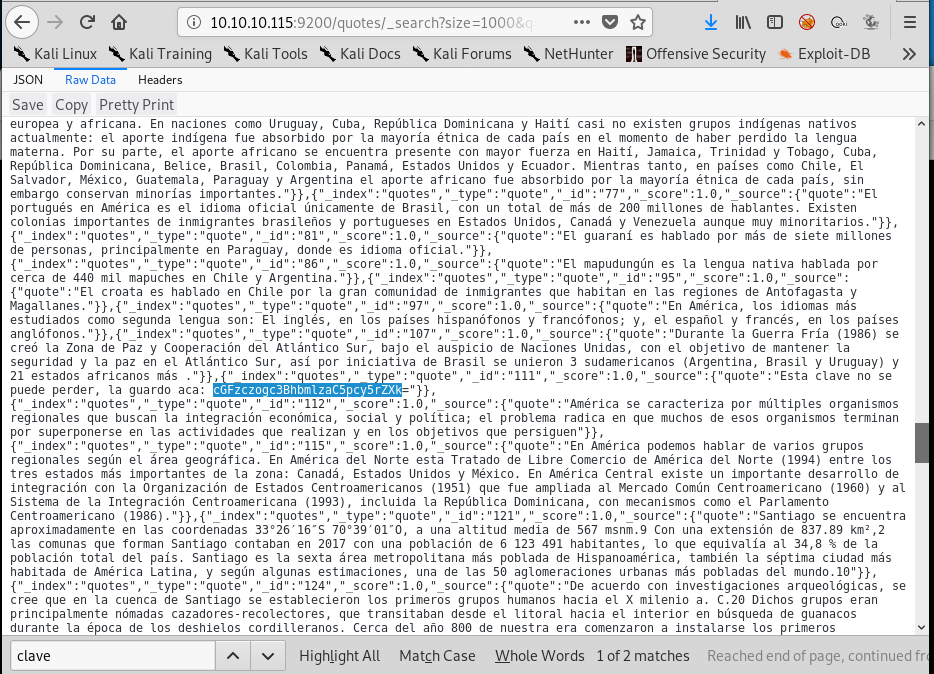 10.10.10.115:9200/quotes/_search?size=1000&q
Kali Linux Kali Training Kali Tools Kali Docs Kali Forums NetHunter Offensive Security Exploit-DB
JSON Raw Data Headers
Save Copy Pretty Print
europea y africana. En naciones como Uruguay, Cuba, República Dominicana y Haití casi no existen grupos indígenas nativos
actualmente: el aporte indígena fue absorbido por la mayoría étnica de cada país en el momento de haber perdido la lengua
materna. Por su parte, el aporte africano se encuentra presente con mayor fuerza en Haití, Jamaica, Trinidad y Tobago, Cuba,
República Dominicana, Belice, Brasil, Colombia, Panamá, Estados Unidos y Ecuador. Mientras tanto, en países como Chile, El
Salvador, México, Guatemala, Paraguay y Argentina el aporte africano fue absorbido por la mayoría étnica de cada país, sin
embargo conservan minorías importantes."}},{"_index":"quotes","_type":"quote","_id":"77","_score":1.0,"_source":{"quote":"El
portugués en América es el idioma oficial únicamente de Brasil, con un total de más de 200 millones de hablantes. Existen
colonias importantes de inmigrantes brasileños y portugueses en Estados Unidos, Canadá y Venezuela aunque muy minoritarios."}},
{"_index":"quotes","_type":"quote","_id":"81","_score":1.0,"_source":{"quote":"El guaraní es hablado por más de siete millones
de personas, principalmente en Paraguay, donde es idioma oficial."}},
{"_index":"quotes","_type":"quote","_id":"86","_score":1.0,"_source":{"quote":"El mapudungún es la lengua nativa hablada por
cerca de 440 mil mapuches en Chile y Argentina."}},{"_index":"quotes","_type":"quote","_id":"95","_score":1.0,"_source":
{"quote":"El croata es hablado en Chile por la gran comunidad de inmigrantes que habitan en las regiones de Antofagasta y
Magallanes."}},{"_index":"quotes","_type":"quote","_id":"97","_score":1.0,"_source":{"quote":"En América, los idiomas más
estudiados como segunda lengua son: El inglés, en los países hispanófonos y francófonos; y, el español y francés, en los países
anglófonos."}},{"_index":"quotes","_type":"quote","_id":"107","_score":1.0,"_source":{"quote":"Durante la Guerra Fría (1986) se
creó la Zona de Paz y Cooperación del Atlántico Sur, bajo el auspicio de Naciones Unidas, con el objetivo de mantener la
seguridad y la paz en el Atlántico Sur, así por iniciativa de Brasil se unieron 3 sudamericanos (Argentina, Brasil y Uruguay) y
21 estados africanos más ."}},{"_index":"quotes","_type":"quote","_id":"111","_score":1.0,"_source":{"quote":"Esta clave no se
puede perder, la guardo aca: cGFzczogc3BhbmlzaC5pcy5rZXk="}},
{"_index":"quotes","_type":"quote","_id":"112","_score":1.0,"_source":{"quote":"América se caracteriza por múltiples organismos
regionales que buscan la integración económica, social y política; el problema radica en que muchos de esos organismos terminan
por superponerse en las actividades que realizan y en los objetivos que persiguen"}},
{"_index":"quotes","_type":"quote","_id":"115","_score":1.0,"_source":{"quote":"En América podemos hablar de varios grupos
regionales según el área geográfica. En América del Norte esta Tratado de Libre Comercio de América del Norte (1994) entre los
tres estados más importantes de la zona: Canadá, Estados Unidos y México. En América Central existe un importante desarrollo de
integración con la Organización de Estados Centroamericanos (1951) que fue ampliada al Mercado Común Centroamericano (1960) y al
Sistema de la Integración Centroamericana (1993), incluida la República Dominicana, con mecanismos como el Parlamento
Centroamericano (1986)."}},{"_index":"quotes","_type":"quote","_id":"121","_score":1.0,"_source":{"quote":"Santiago se encuentra
aproximadamente en las coordenadas 33°26′16″S 70°39′01″O, a una altitud media de 567 msnm.9 Con una extensión de 837.89 km²,2
las comunas que forman Santiago contaban en 2017 con una población de 6 123 491 habitantes, lo que equivalía al 34,8 % de la
población total del país. Santiago es la sexta área metropolitana más poblada de Hispanoamérica, también la séptima ciudad más
habitada de América Latina, y según algunas estimaciones, una de las 50 aglomeraciones urbanas más pobladas del mundo.10"}},
{"_index":"quotes","_type":"quote","_id":"124","_score":1.0,"_source":{"quote":"De acuerdo con investigaciones arqueológicas, se
cree que en la cuenca de Santiago se establecieron los primeros grupos humanos hacia el X milenio a. C.20 Dichos grupos eran
principalmente nómadas cazadores-recolectores, que transitaban desde el litoral hacia el interior en búsqueda de guanacos
durante la época de los deshielos cordilleranos. Cerca del año 800 de nuestra era comenzaron a instalarse los primeros
clave Highlight All Match Case Whole Words 1 of 2 matches Reached end of page, continued fr